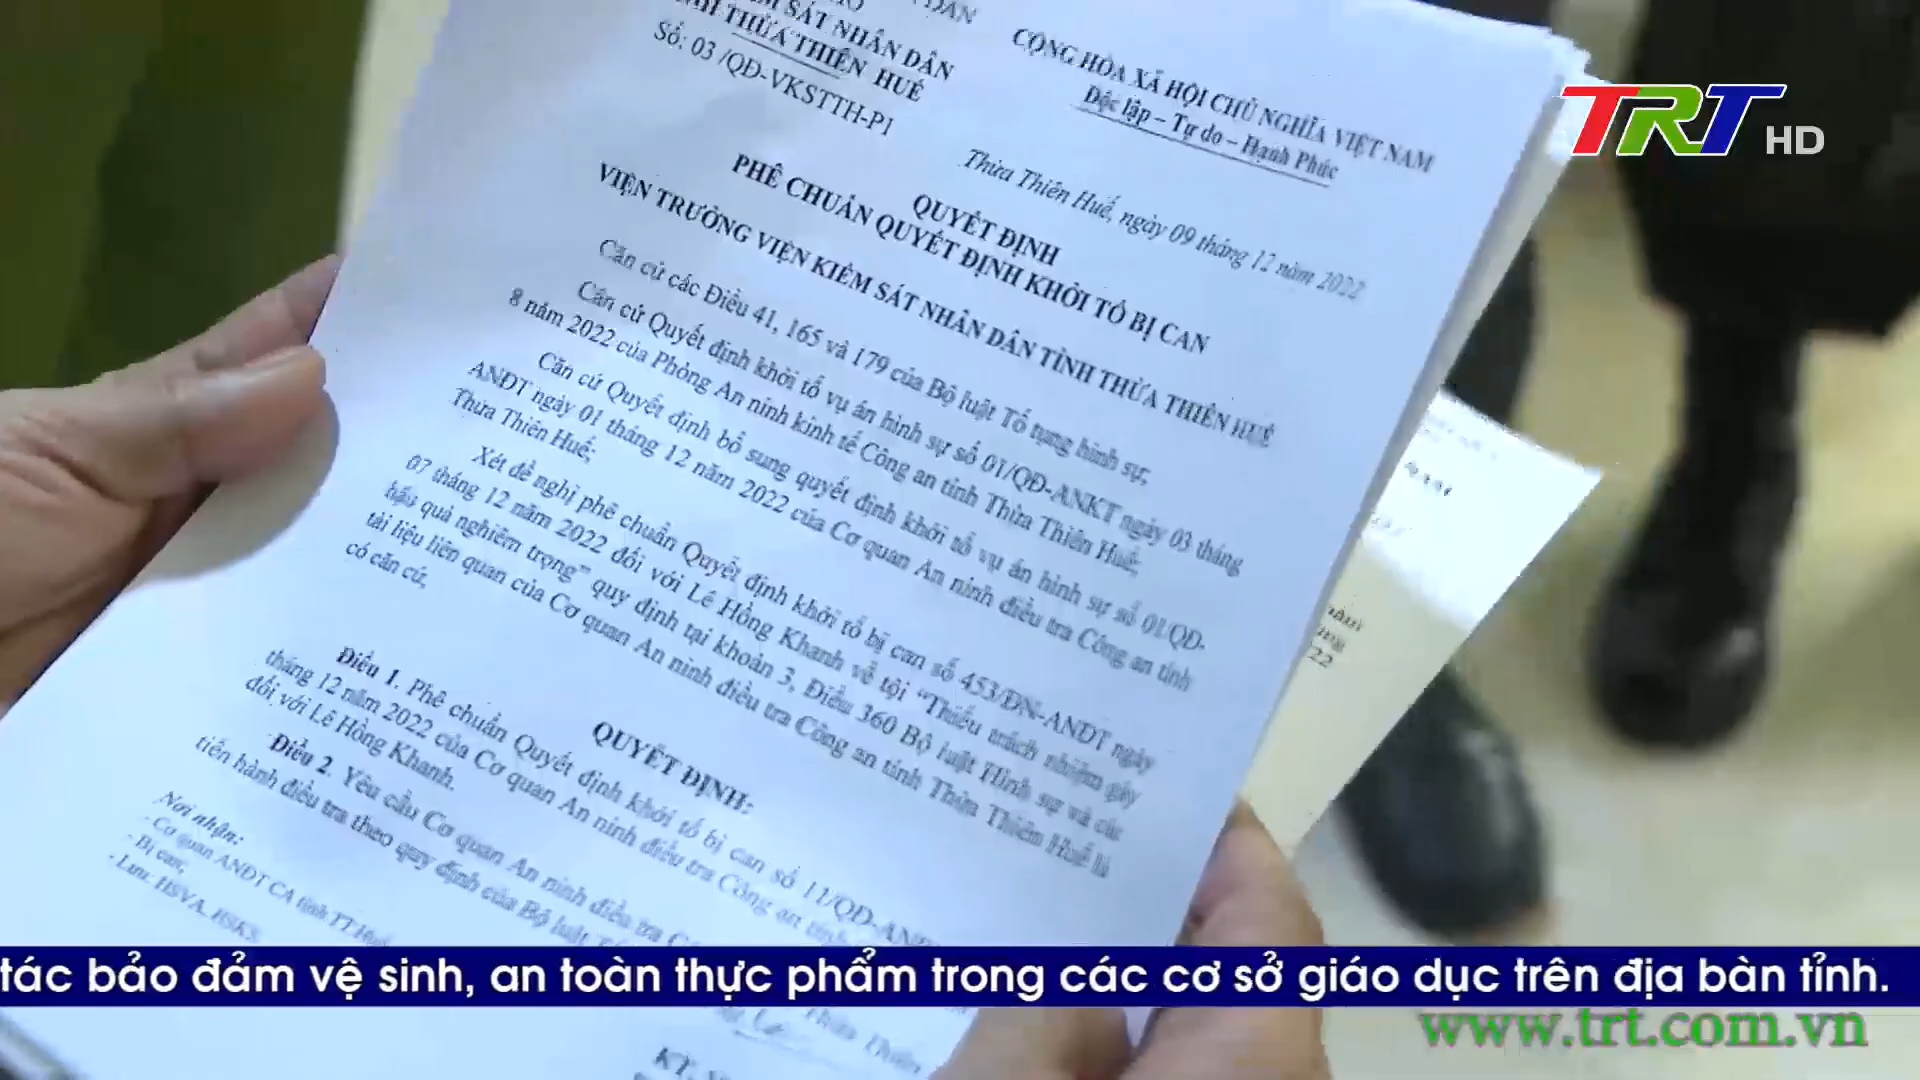 DÂN
SÁT NHÂN DÂN
THỪA THIÊN HUẾ
Số: 03 /QĐ-VKSTTH-P1
CỘNG HÒA XÃ HỘI CHỦ NGHĨA VIỆT NAM
Độc lập – Tự do – Hạnh Phúc
Thừa Thiên Huế, ngày 09 tháng 12 năm 2022
QUYẾT ĐỊNH
PHÊ CHUẨN QUYẾT ĐỊNH KHỞI TỐ BỊ CAN
VIỆN TRƯỞNG VIỆN KIỂM SÁT NHÂN DÂN TỈNH THỪA THIÊN HUẾ
Căn cứ các Điều 41, 165 và 179 của Bộ luật Tố tụng hình sự;
Căn cứ Quyết định khởi tố vụ án hình sự số 01/QĐ-ANKT ngày 03 tháng
8 năm 2022 của Phòng An ninh kinh tế Công an tỉnh Thừa Thiên Huế;
Căn cứ Quyết định bổ sung quyết định khởi tố vụ án hình sự số 01/QĐ-
ANĐT ngày 01 tháng 12 năm 2022 của Cơ quan An ninh điều tra Công an tỉnh
Thừa Thiên Huế;
Xét đề nghị phê chuẩn Quyết định khởi tố bị can số 453/ĐN-ANĐT ngày
07 tháng 12 năm 2022 đối với Lê Hồng Khanh về tội “Thiếu trách nhiệm gây
hậu quả nghiêm trọng” quy định tại khoản 3, Điều 360 Bộ luật Hình sự và các
tài liệu liên quan của Cơ quan An ninh điều tra Công an tỉnh Thừa Thiên Huế là
có căn cứ,
QUYẾT ĐỊNH:
Điều 1. Phê chuẩn Quyết định khởi tố bị can số 11/QĐ-ANĐT
tháng 12 năm 2022 của Cơ quan An ninh điều tra Công an tỉnh
đối với Lê Hồng Khanh.
Điều 2. Yêu cầu Cơ quan An ninh điều tra
tiến hành điều tra theo quy định của Bộ luật
Nơi nhận:
- Cơ quan ANĐT CA tỉnh TT Huế;
- Bị can;
- Lưu: HSVA, HSKS.
KT.
TRT HD
tác bảo đảm vệ sinh, an toàn thực phẩm trong các cơ sở giáo dục trên địa bàn tỉnh.
www.trt.com.vn